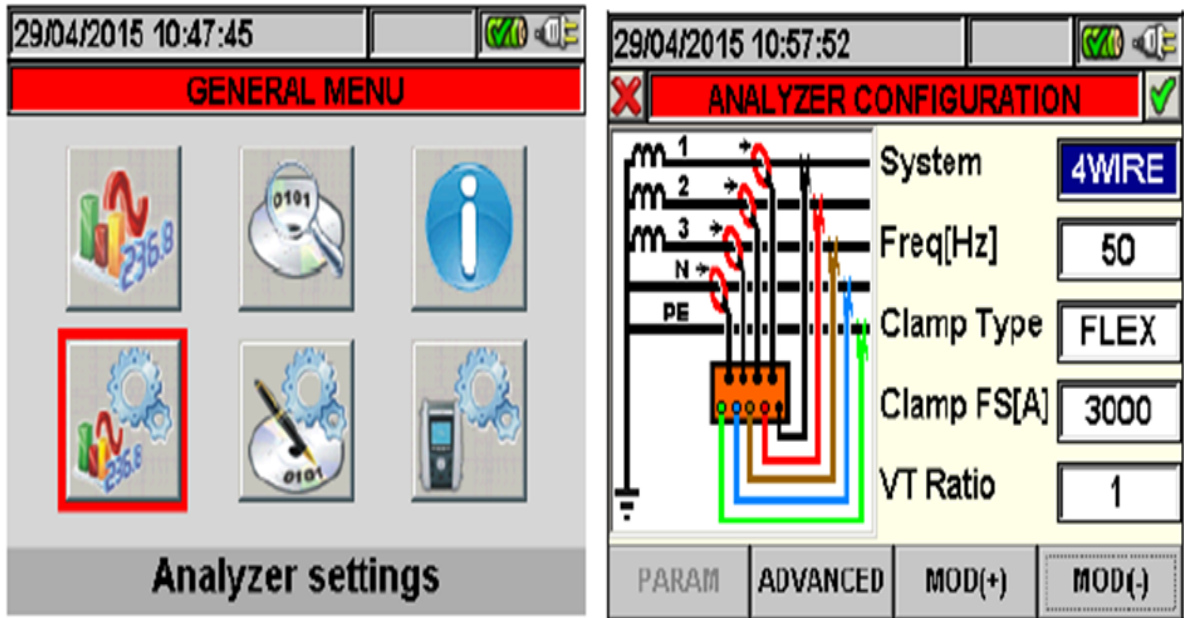 29/04/2015 10:47:45
GENERAL MENU
236.8
0101
236.8
0101
Analyzer settings
29/04/2015 10:57:52
ANALYZER CONFIGURATION
1
2
3
N
PE
System 4WIRE
Freq[Hz] 50
Clamp Type FLEX
Clamp FS[A] 3000
VT Ratio 1
PARAM ADVANCED MOD(+) MOD(-)